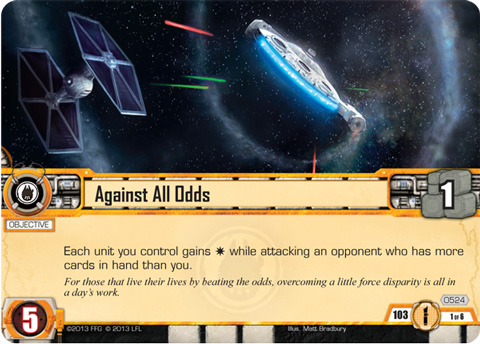 Against All Odds
1
OBJECTIVE
Each unit you control gains while attacking an opponent who has more
cards in hand than you.
For those that live their lives by beating the odds, overcoming a little force disparity is all in
a day's work.
0524
5
103
1 OF 6
©2013 FFG © 2013 LFL
Illus. Matt Bradbury